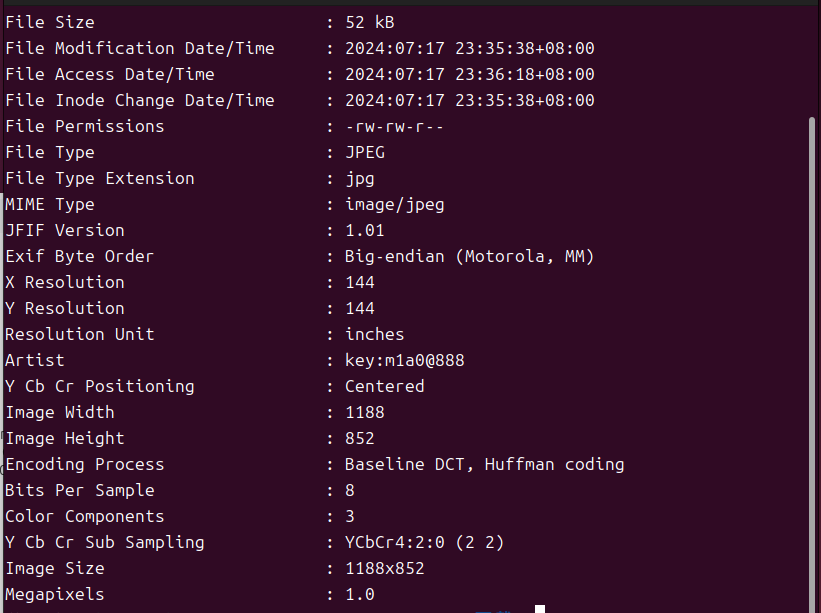 File Size : 52 kB
File Modification Date/Time : 2024:07:17 23:35:38+08:00
File Access Date/Time : 2024:07:17 23:36:18+08:00
File Inode Change Date/Time : 2024:07:17 23:35:38+08:00
File Permissions : -rw-rw-r--
File Type : JPEG
File Type Extension : jpg
MIME Type : image/jpeg
JFIF Version : 1.01
Exif Byte Order : Big-endian (Motorola, MM)
X Resolution : 144
Y Resolution : 144
Resolution Unit : inches
Artist : key:m1a0@888
Y Cb Cr Positioning : Centered
Image Width : 1188
Image Height : 852
Encoding Process : Baseline DCT, Huffman coding
Bits Per Sample : 8
Color Components : 3
Y Cb Cr Sub Sampling : YCbCr4:2:0 (2 2)
Image Size : 1188x852
Megapixels : 1.0